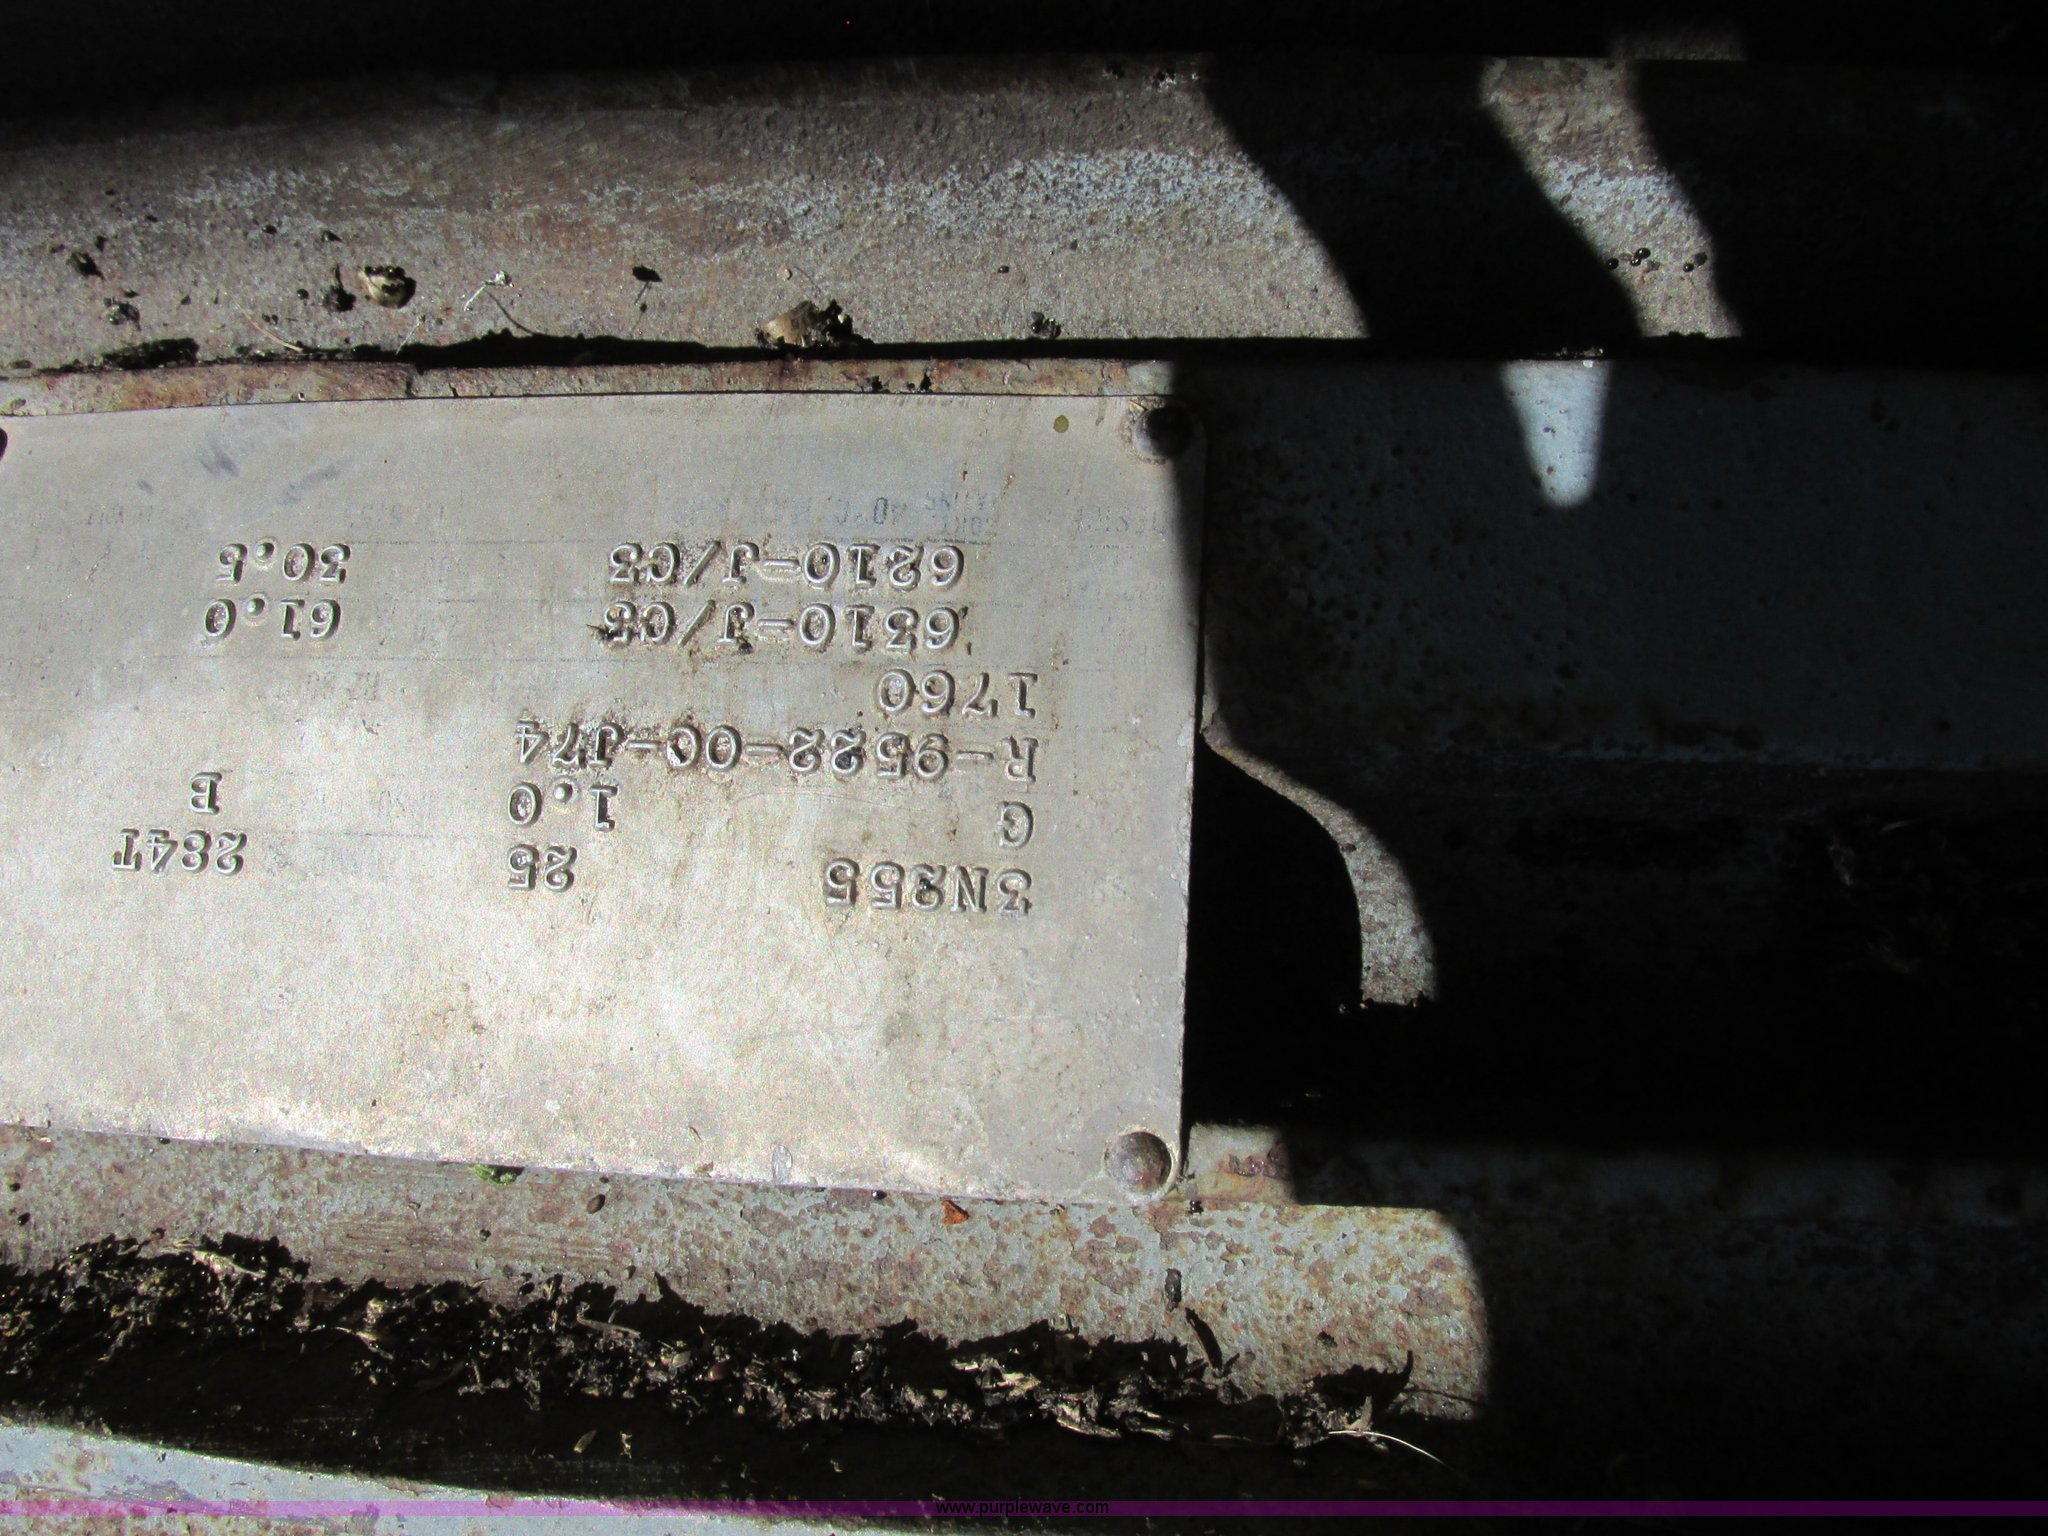 3N255 25 284T
G 1.0 B
R-9522-00-J74
1760
6310-J/C3 61.0
6210-J/C3 30.5
www.purplewave.com